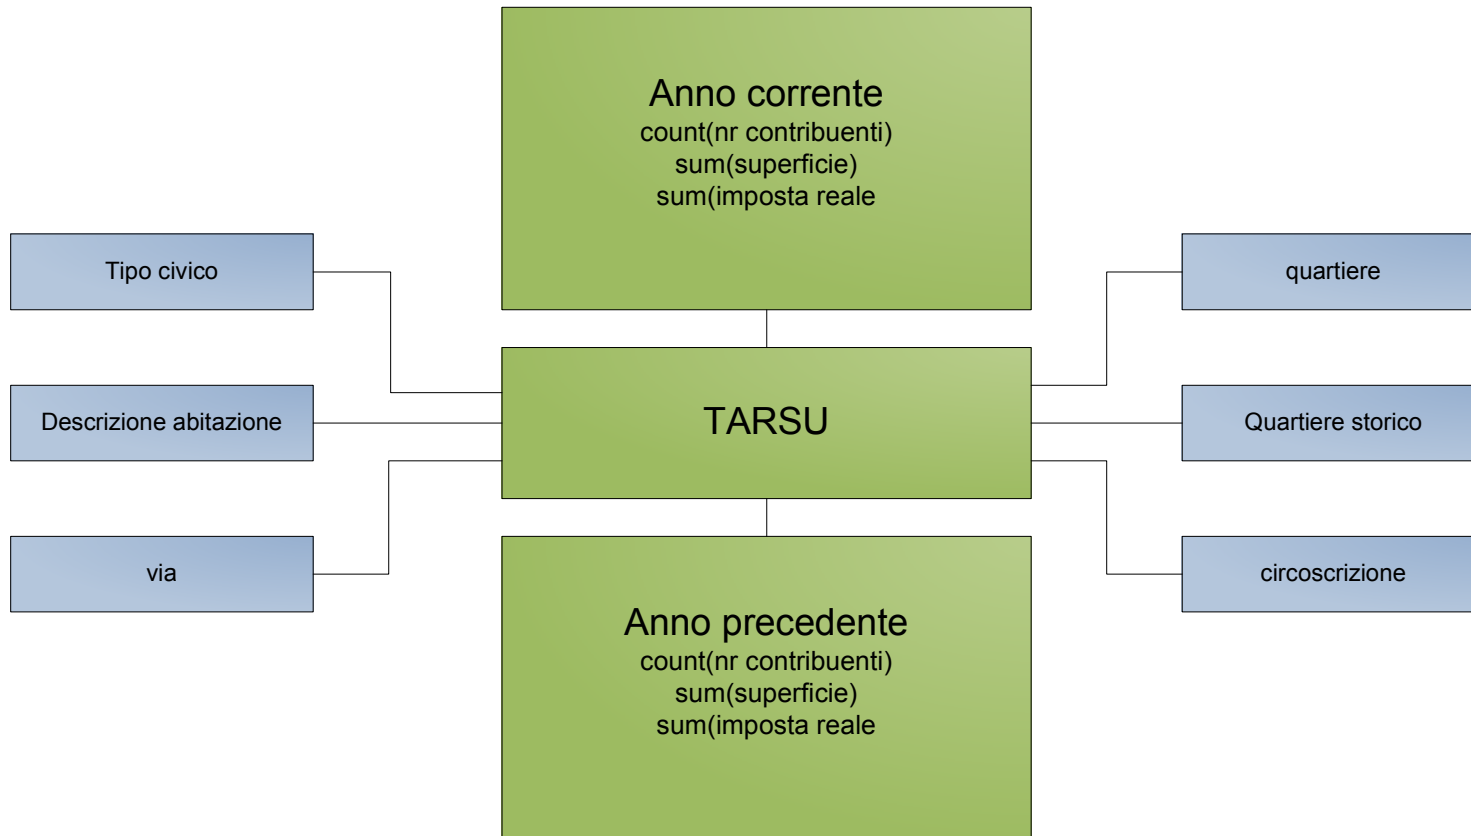 Anno corrente
count(nr contribuenti)
sum(superficie)
sum(imposta reale
Tipo civico
quartiere
Descrizione abitazione
TARSU
Quartiere storico
via
circoscrizione
Anno precedente
count(nr contribuenti)
sum(superficie)
sum(imposta reale